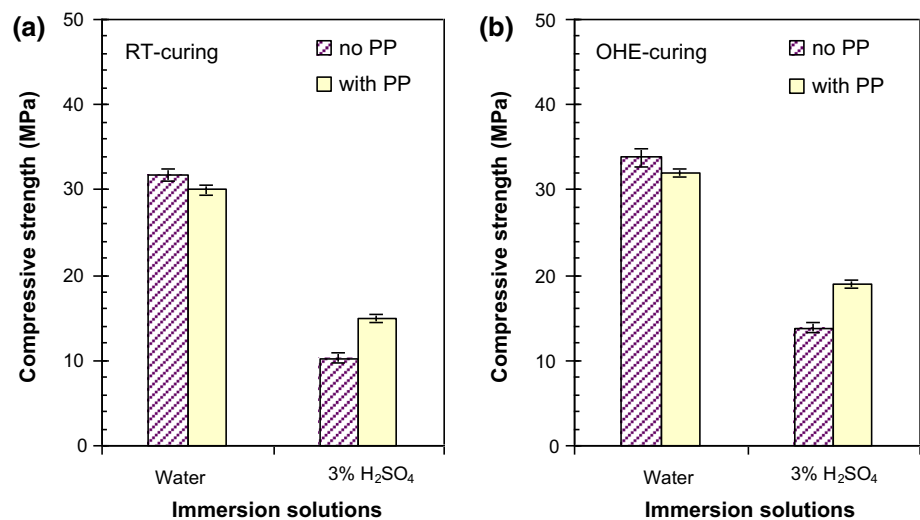 (a)
Compressive strength (MPa)
50
40
30
20
10
0
RT-curing
no PP
with PP
Water
3% H₂SO₄
Immersion solutions
(b)
Compressive strength (MPa)
50
40
30
20
10
0
OHE-curing
no PP
with PP
Water
3% H₂SO₄
Immersion solutions